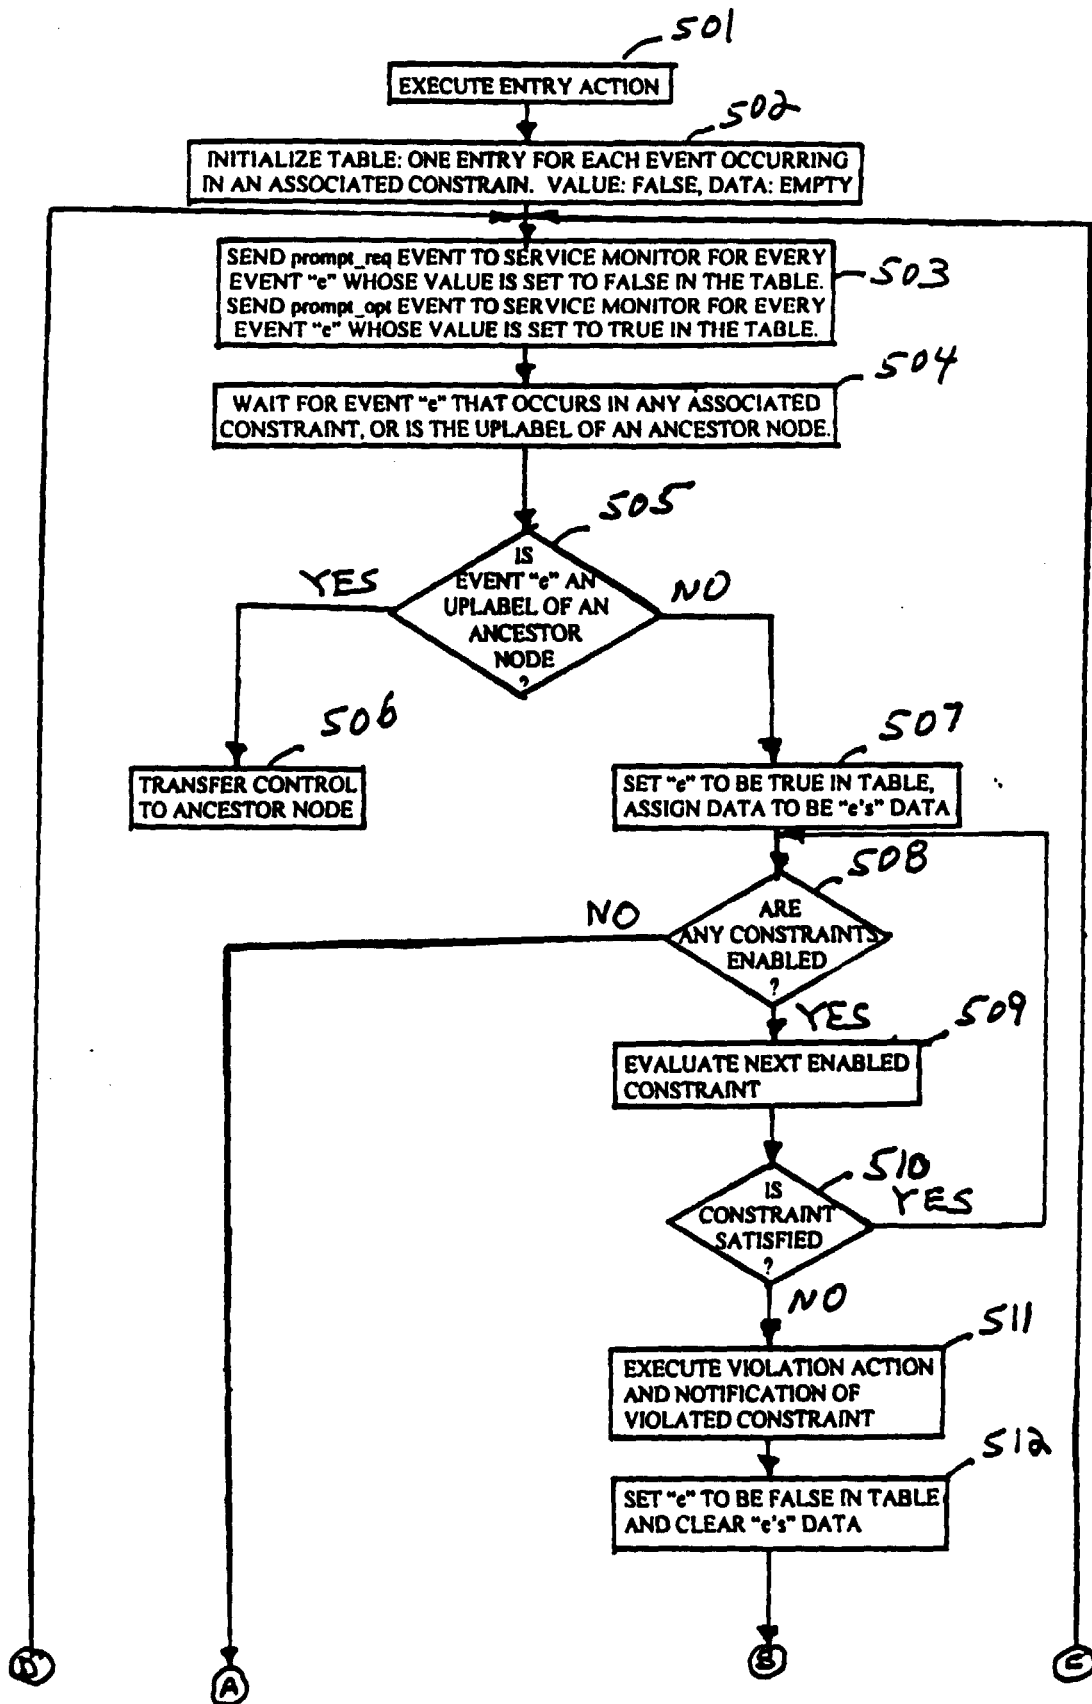 501
EXECUTE ENTRY ACTION
502
INITIALIZE TABLE: ONE ENTRY FOR EACH EVENT OCCURRING
IN AN ASSOCIATED CONSTRAIN. VALUE: FALSE, DATA: EMPTY
SEND prompt_req EVENT TO SERVICE MONITOR FOR EVERY
EVENT "e" WHOSE VALUE IS SET TO FALSE IN THE TABLE.
SEND prompt_opt EVENT TO SERVICE MONITOR FOR EVERY
EVENT "e" WHOSE VALUE IS SET TO TRUE IN THE TABLE.
503
504
WAIT FOR EVENT "e" THAT OCCURS IN ANY ASSOCIATED
CONSTRAINT, OR IS THE UPLABEL OF AN ANCESTOR NODE.
505
IS
EVENT "e" AN
UPLABEL OF AN
ANCESTOR
NODE
?
YES
NO
506
TRANSFER CONTROL
TO ANCESTOR NODE
507
SET "e" TO BE TRUE IN TABLE,
ASSIGN DATA TO BE "e's" DATA
508
ARE
ANY CONSTRAINTS
ENABLED
?
NO
YES
509
EVALUATE NEXT ENABLED
CONSTRAINT
510
IS
CONSTRAINT
SATISFIED
?
YES
NO
511
EXECUTE VIOLATION ACTION
AND NOTIFICATION OF
VIOLATED CONSTRAINT
512
SET "e" TO BE FALSE IN TABLE
AND CLEAR "e's" DATA
D
A
B